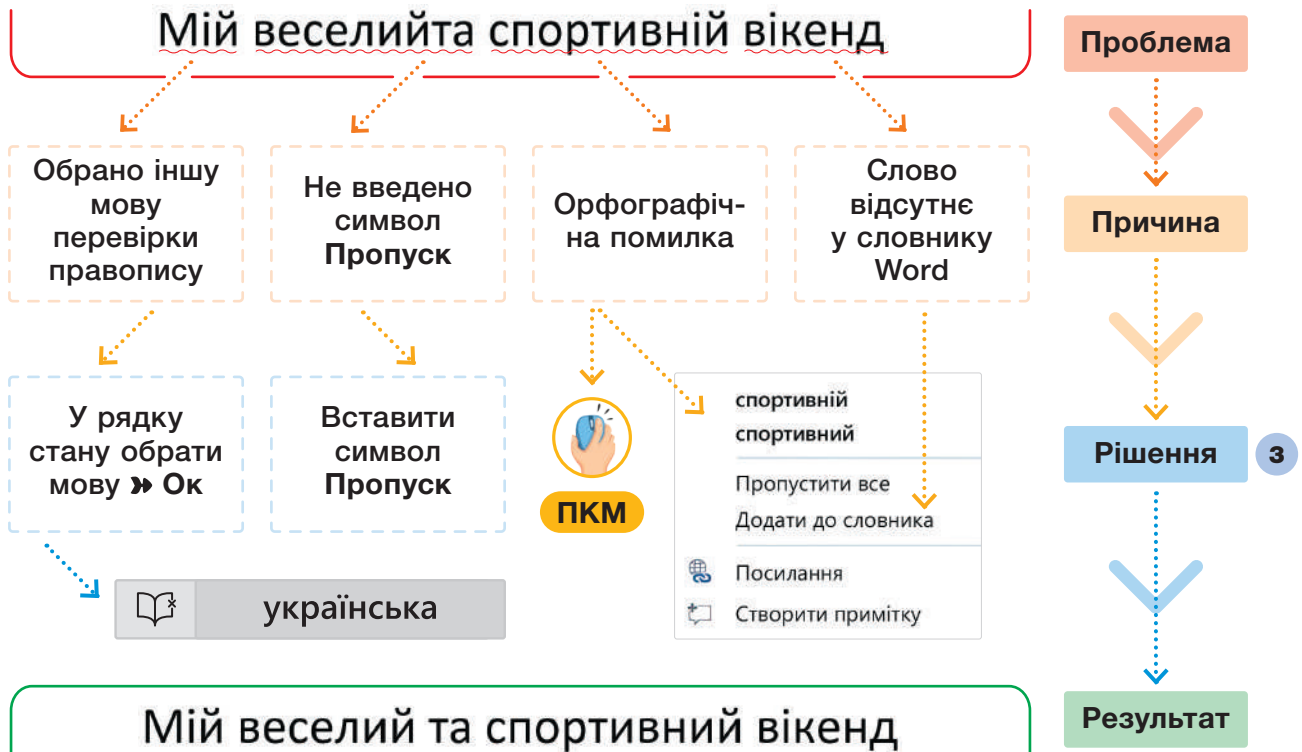 Мій веселийта спортивній вікенд
Проблема
Обрано іншу
мову
перевірки
правопису
Не введено
символ
Пропуск
Орфографіч-
на помилка
Слово
відсутнє
у словнику
Word
Причина
У рядку
стану обрати
мову » Ок
Вставити
символ
Пропуск
ПКМ
спортивній
спортивний
Пропустити все
Додати до словника
Посилання
Створити примітку
Рішення
3
українська
Мій веселий та спортивний вікенд
Результат